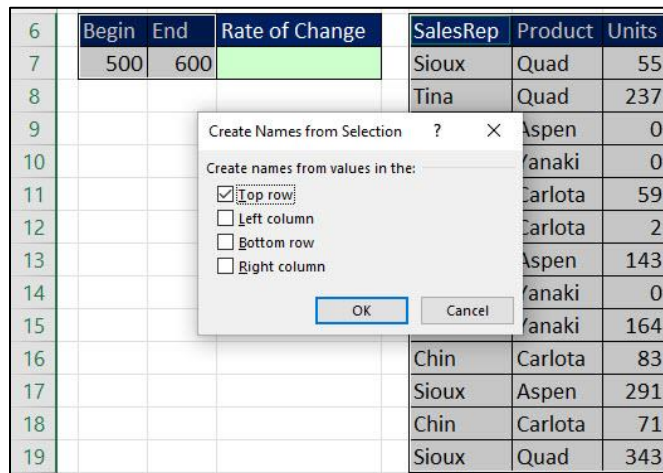 6 Begin End Rate of Change SalesRep Product Units
7 500 600 Sioux Quad 55
8 Tina Quad 237
9 Create Names from Selection ? × Aspen 0
10 Create names from values in the: Yanaki 0
11 Top row Carlota 59
12 Left column Carlota 2
13 Bottom row Aspen 143
14 Right column Yanaki 0
15 OK Cancel Yanaki 164
16 Chin Carlota 83
17 Sioux Aspen 291
18 Chin Carlota 71
19 Sioux Quad 343